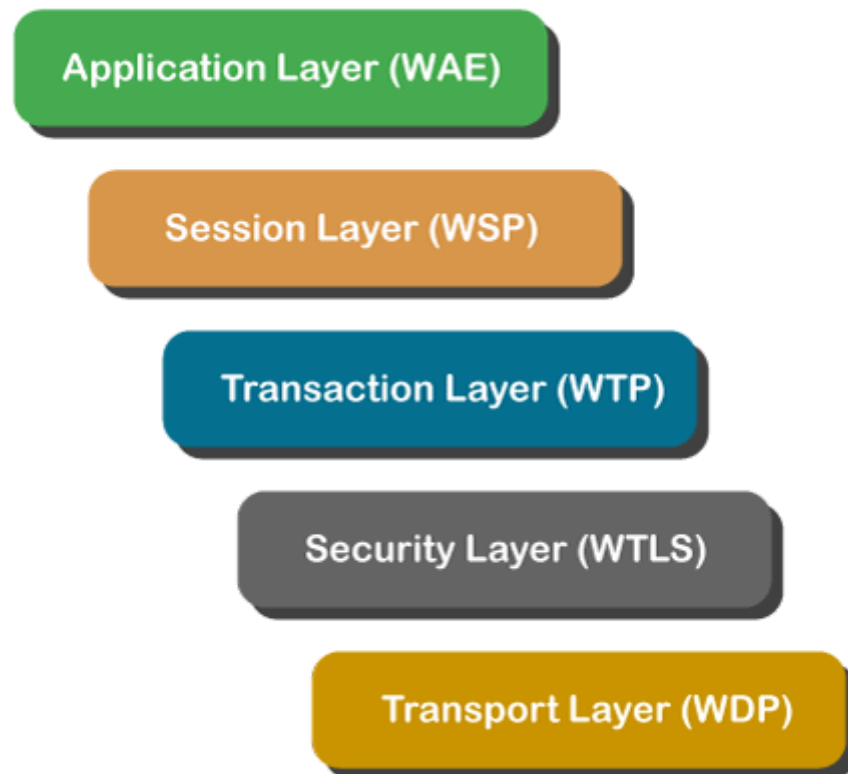 Application Layer (WAE)
Session Layer (WSP)
Transaction Layer (WTP)
Security Layer (WTLS)
Transport Layer (WDP)